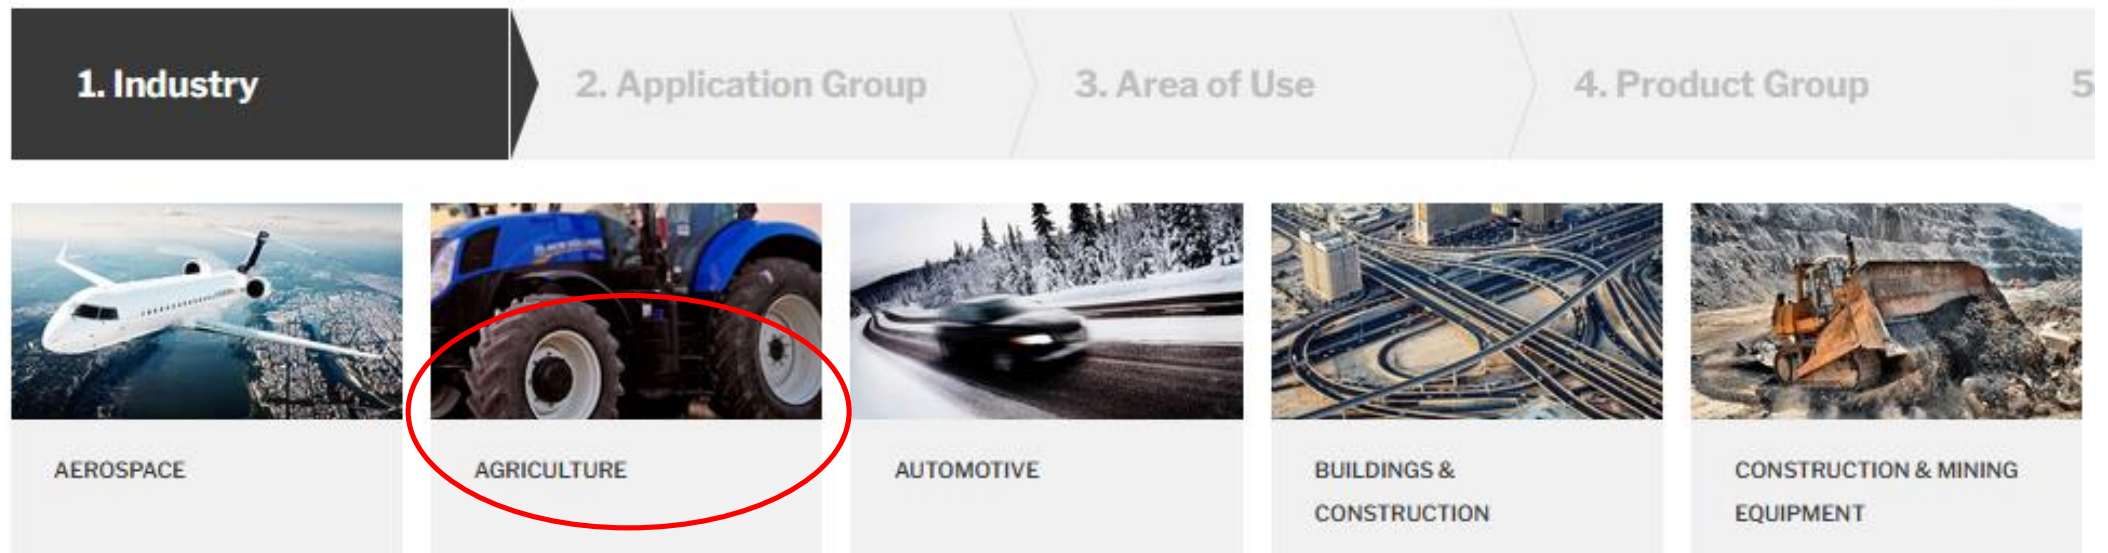 1. Industry
2. Application Group
3. Area of Use
4. Product Group
5
AEROSPACE
AGRICULTURE
AUTOMOTIVE
BUILDINGS &
CONSTRUCTION
CONSTRUCTION & MINING
EQUIPMENT